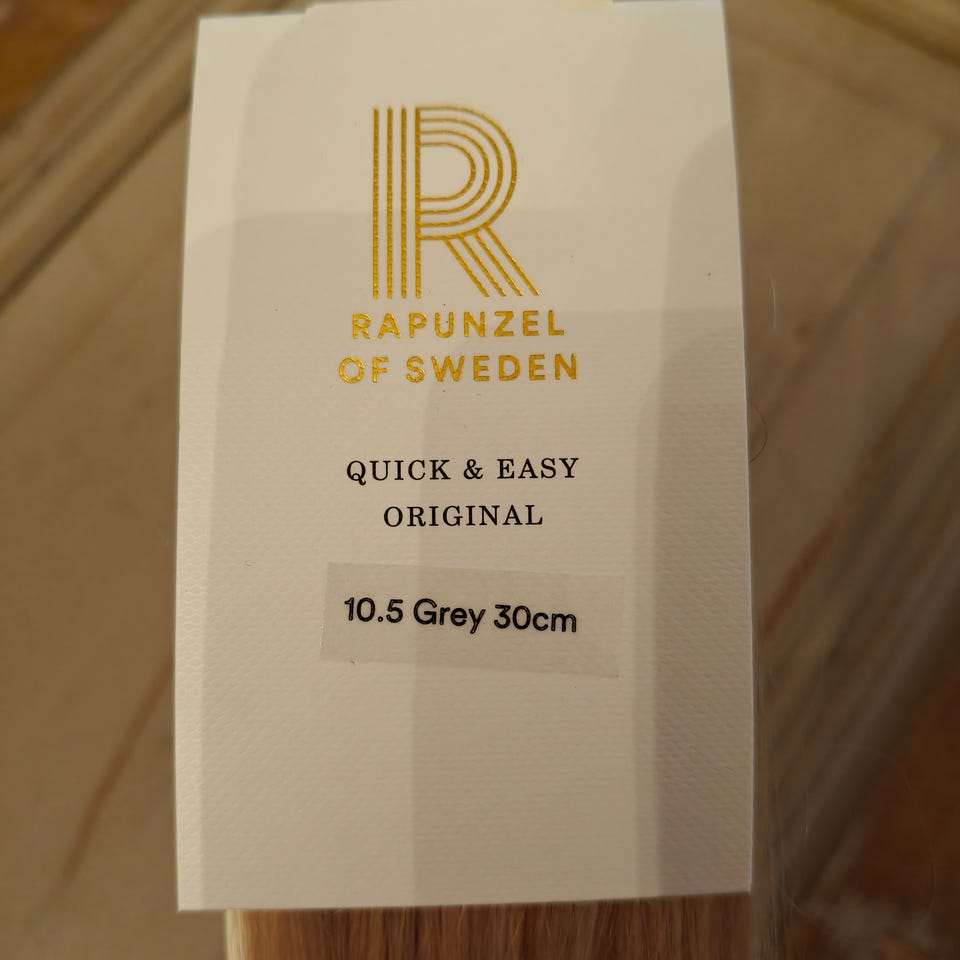 R
RAPUNZEL
OF SWEDEN
QUICK & EASY
ORIGINAL
10.5 Grey 30cm